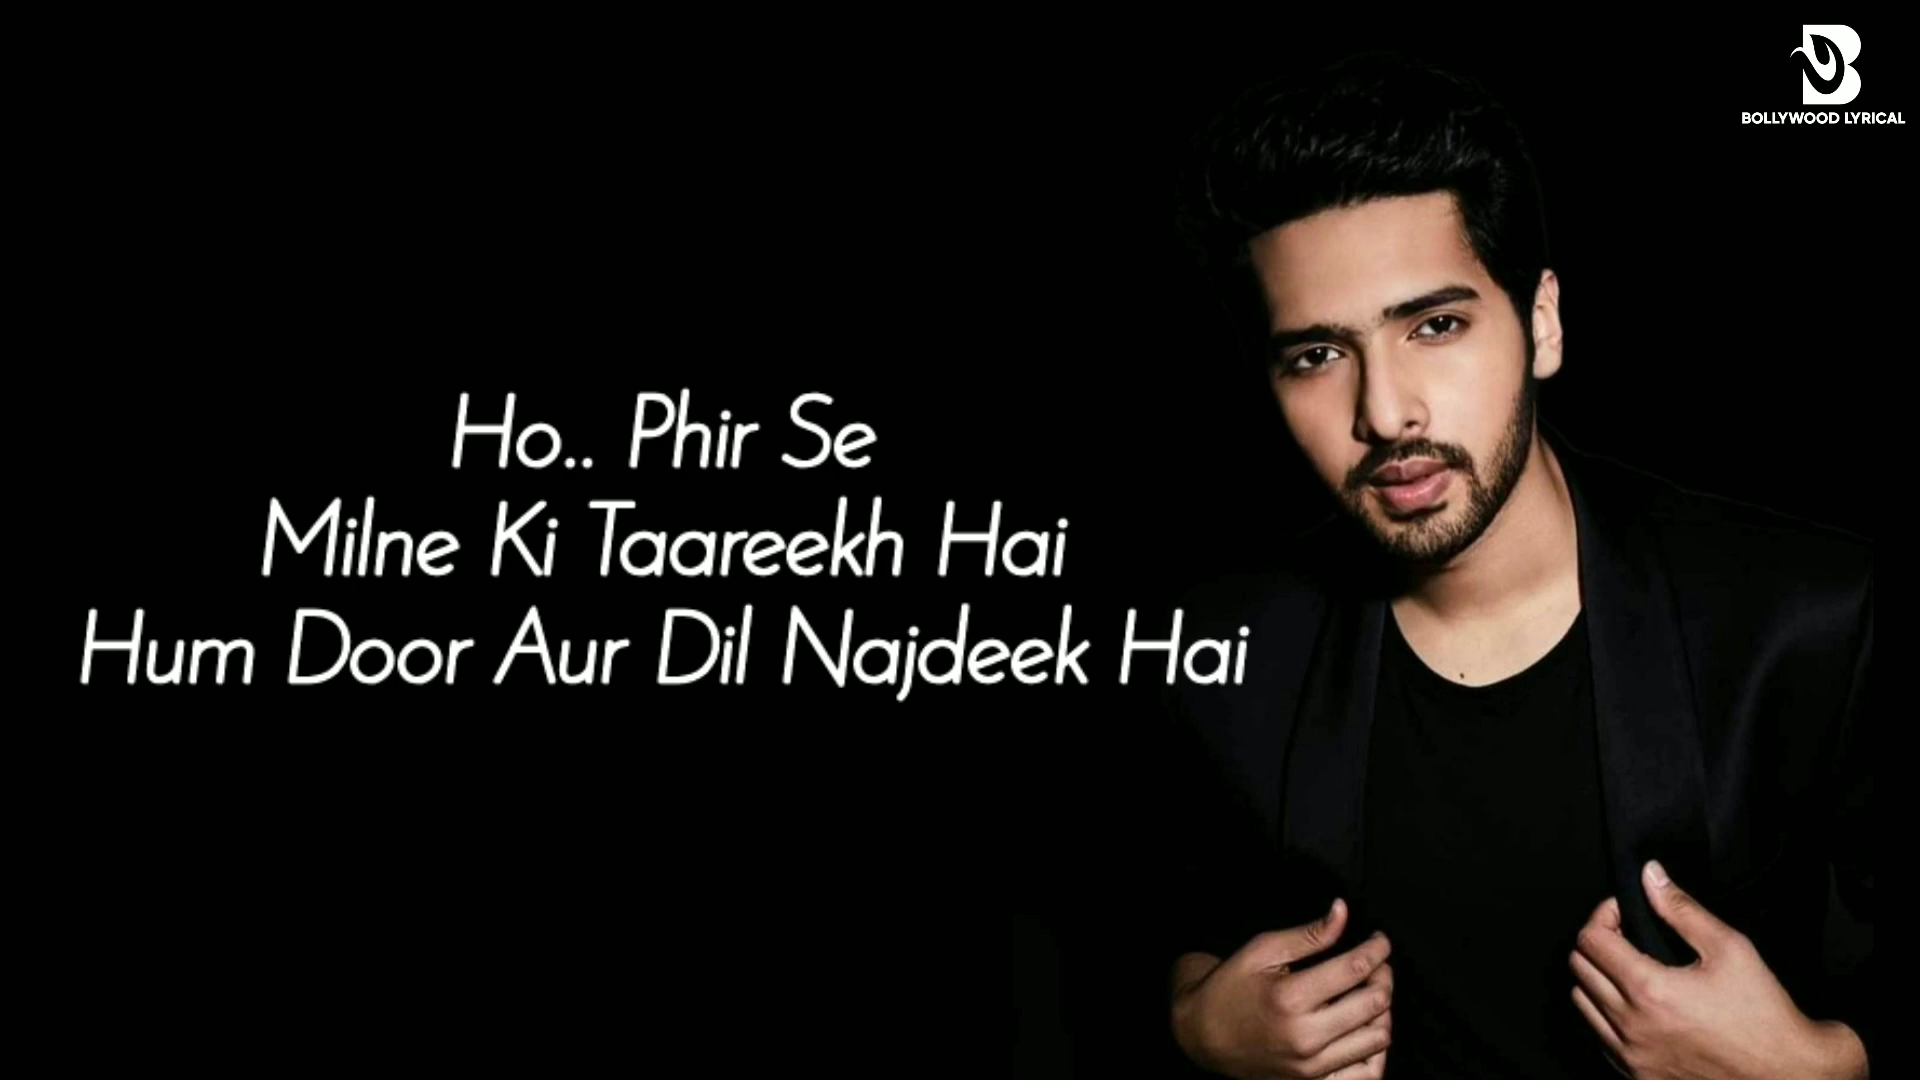 BOLLYWOOD LYRICAL
Ho.. Phir Se
Milne Ki Taareekh Hai
Hum Door Aur Dil Najdeek Hai